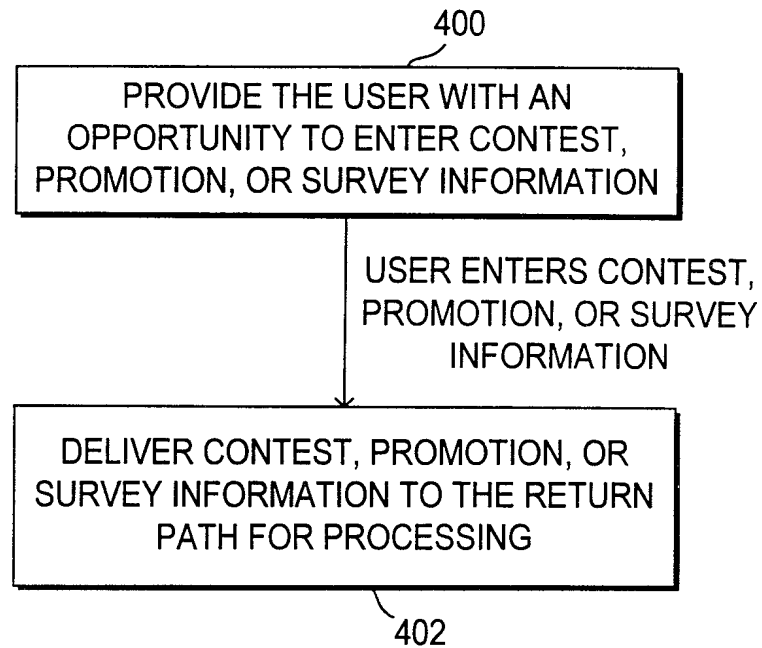 400
PROVIDE THE USER WITH AN
OPPORTUNITY TO ENTER CONTEST,
PROMOTION, OR SURVEY INFORMATION
USER ENTERS CONTEST,
PROMOTION, OR SURVEY
INFORMATION
DELIVER CONTEST, PROMOTION, OR
SURVEY INFORMATION TO THE RETURN
PATH FOR PROCESSING
402